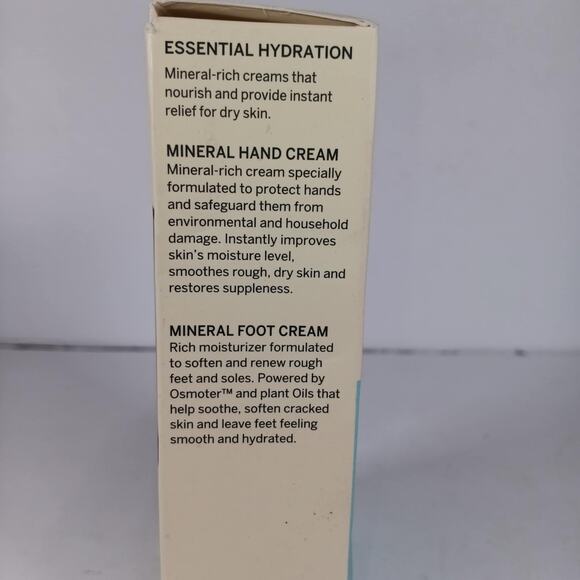 ESSENTIAL HYDRATION
Mineral-rich creams that
nourish and provide instant
relief for dry skin.
MINERAL HAND CREAM
Mineral-rich cream specially
formulated to protect hands
and safeguard them from
environmental and household
damage. Instantly improves
skin's moisture level,
smoothes rough, dry skin and
restores suppleness.
MINERAL FOOT CREAM
Rich moisturizer formulated
to soften and renew rough
feet and soles. Powered by
Osmoter™ and plant Oils that
help soothe, soften cracked
skin and leave feet feeling
smooth and hydrated.